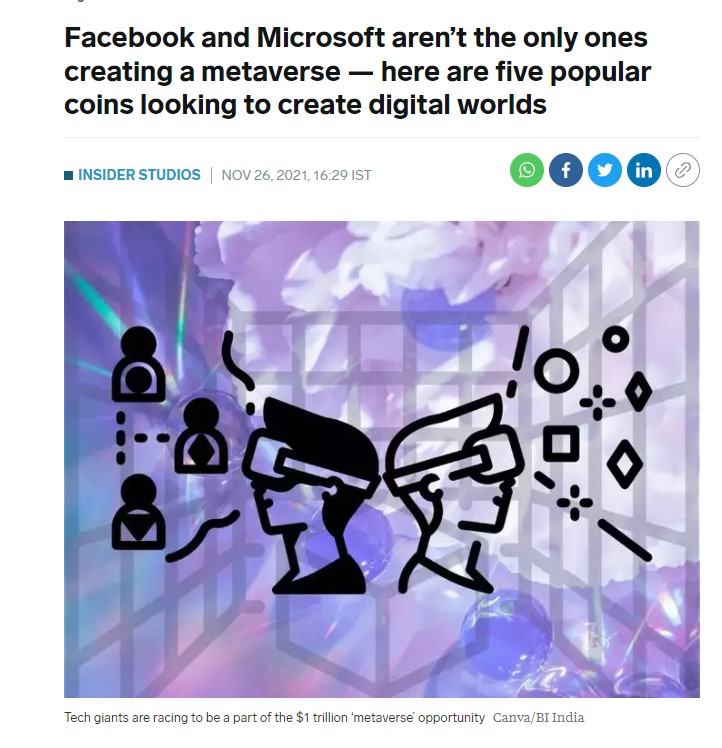 Facebook and Microsoft aren’t the only ones
creating a metaverse — here are five popular
coins looking to create digital worlds
INSIDER STUDIOS | NOV 26, 2021, 16:29 IST
Tech giants are racing to be a part of the $1 trillion ‘metaverse’ opportunity Canva/BI India